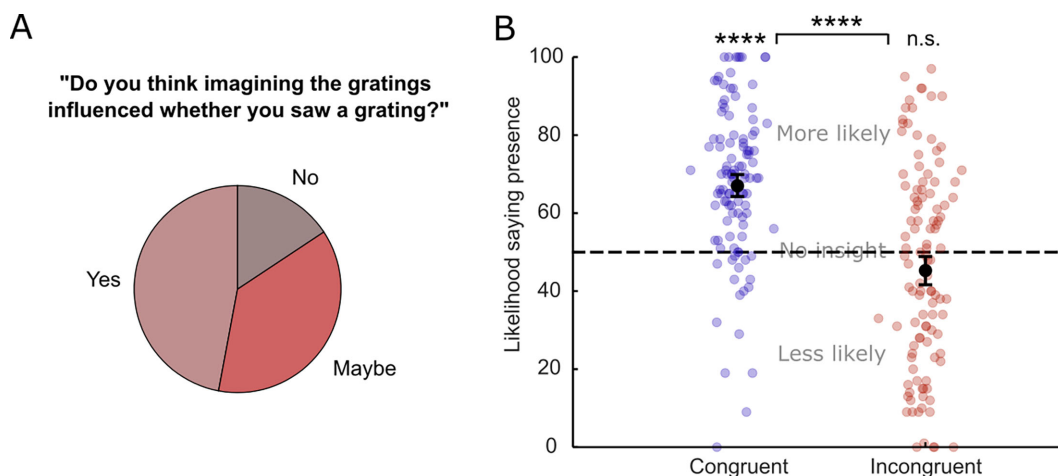 A
"Do you think imagining the gratings
influenced whether you saw a grating?"
No
Yes
Maybe
B
****
****
n.s.
Likelihood saying presence
100
80
60
40
20
0
More likely
No insight
Less likely
Congruent
Incongruent